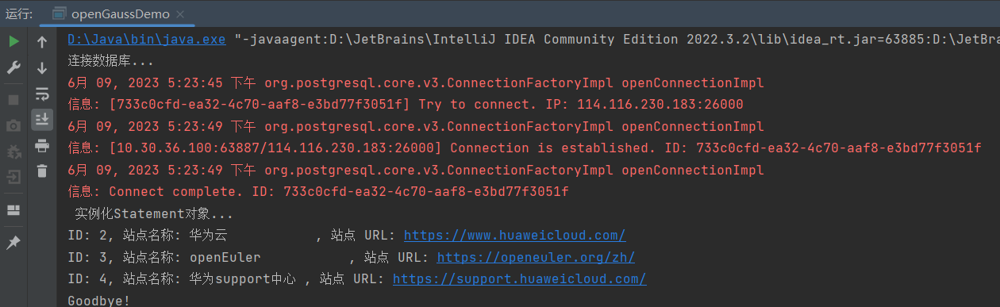 运行: openGaussDemo
D:\Java\bin\java.exe "-javaagent:D:\JetBrains\IntelliJ IDEA Community Edition 2022.3.2\lib\idea_rt.jar=63885:D:\JetBra
连接数据库...
6月 09, 2023 5:23:45 下午 org.postgresql.core.v3.ConnectionFactoryImpl openConnectionImpl
信息: [733c0cfd-ea32-4c70-aaf8-e3bd77f3051f] Try to connect. IP: 114.116.230.183:26000
6月 09, 2023 5:23:49 下午 org.postgresql.core.v3.ConnectionFactoryImpl openConnectionImpl
信息: [10.30.36.100:63887/114.116.230.183:26000] Connection is established. ID: 733c0cfd-ea32-4c70-aaf8-e3bd77f3051f
6月 09, 2023 5:23:49 下午 org.postgresql.core.v3.ConnectionFactoryImpl openConnectionImpl
信息: Connect complete. ID: 733c0cfd-ea32-4c70-aaf8-e3bd77f3051f
实例化Statement对象...
ID: 2, 站点名称: 华为云 , 站点 URL: https://www.huaweicloud.com/
ID: 3, 站点名称: openEuler , 站点 URL: https://openeuler.org/zh/
ID: 4, 站点名称: 华为support中心 , 站点 URL: https://support.huaweicloud.com/
Goodbye!